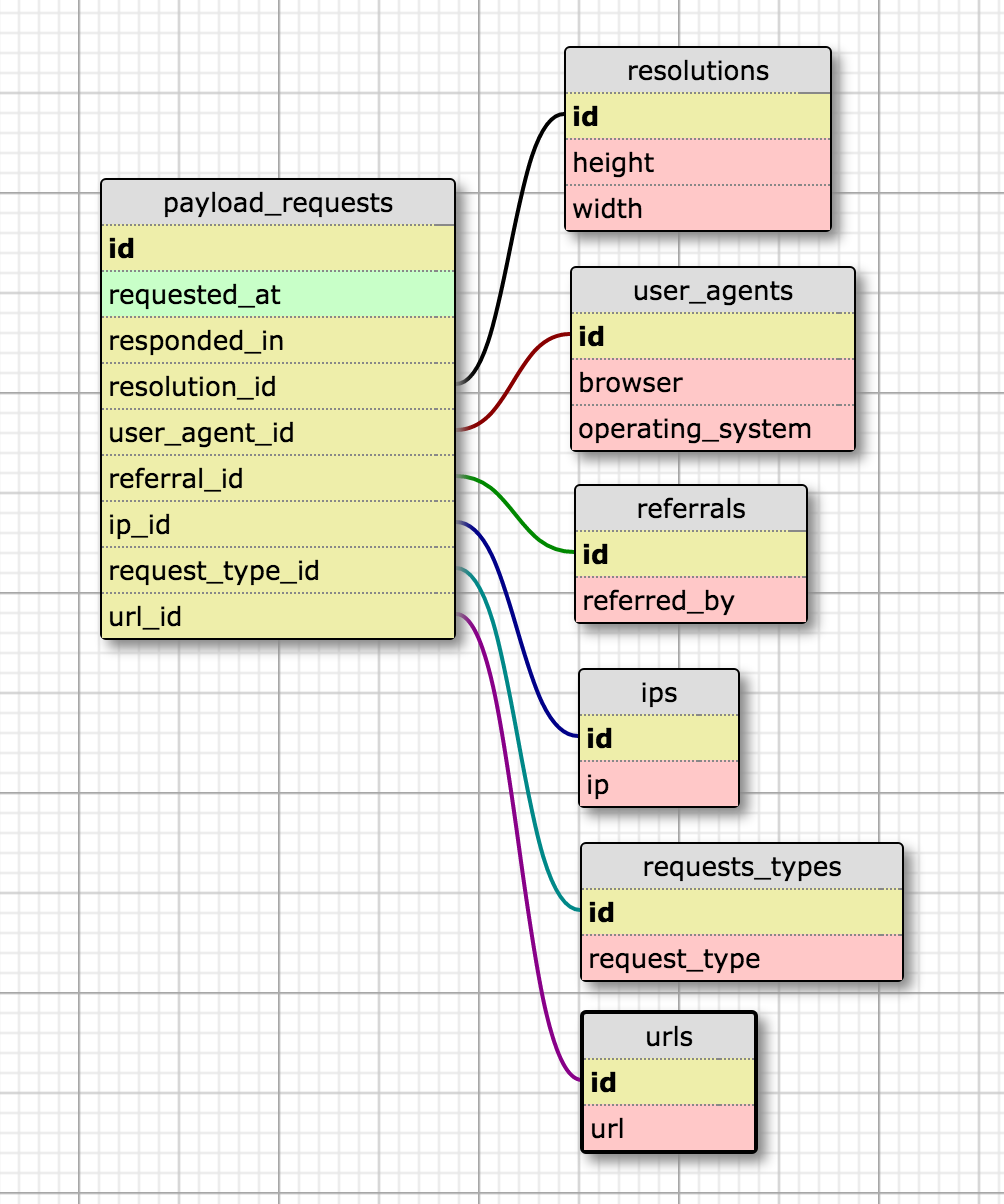 payload_requests
id
requested_at
responded_in
resolution_id
user_agent_id
referral_id
ip_id
request_type_id
url_id
resolutions
id
height
width
user_agents
id
browser
operating_system
referrals
id
referred_by
ips
id
ip
requests_types
id
request_type
urls
id
url